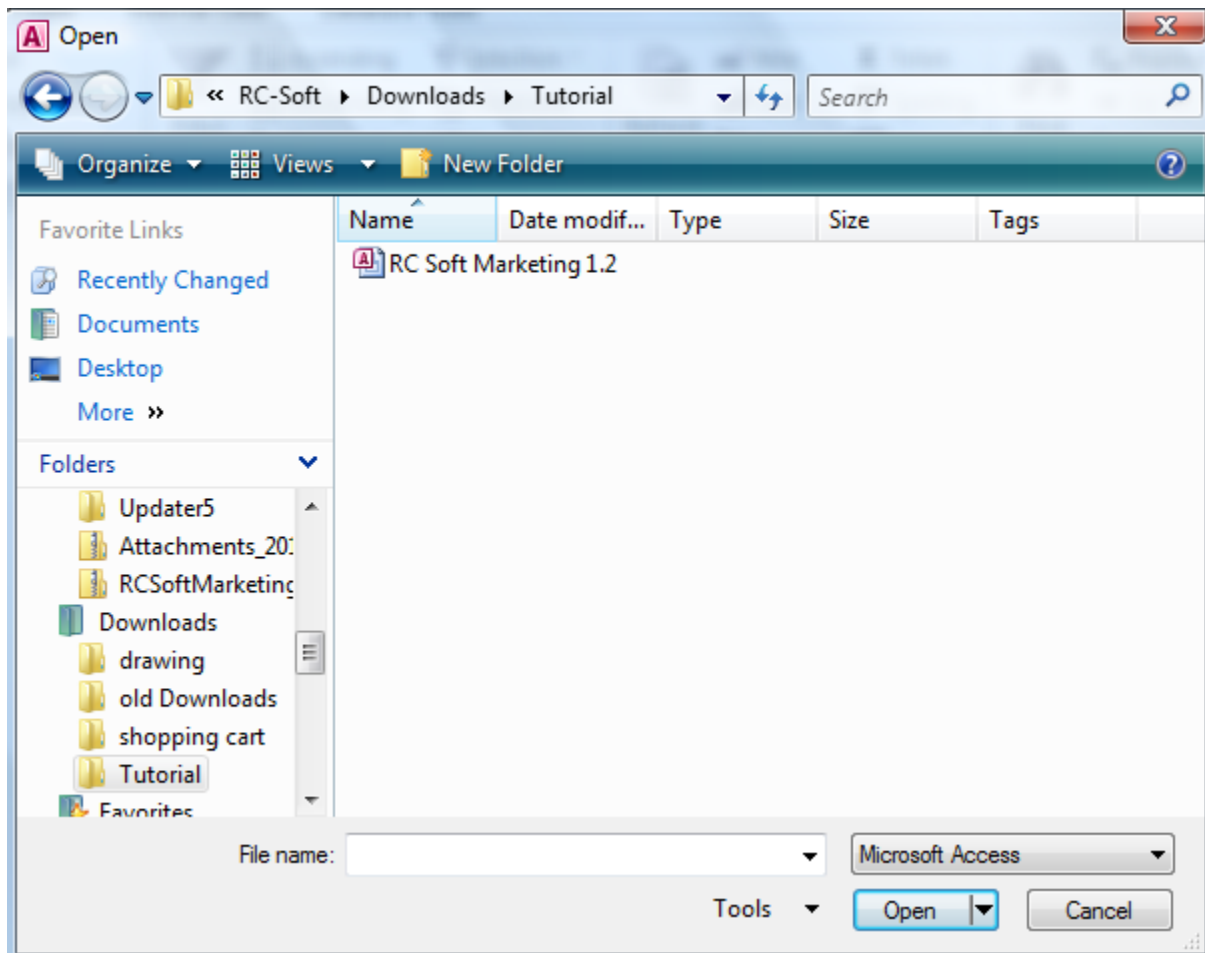 Open
« RC-Soft ▸ Downloads ▸ Tutorial
Search
Organize
Views
New Folder
Favorite Links
Name
Date modif...
Type
Size
Tags
RC Soft Marketing 1.2
Recently Changed
Documents
Desktop
More »
Folders
Updater5
Attachments_201
RCSoftMarketing
Downloads
drawing
old Downloads
shopping cart
Tutorial
Favorites
File name:
Microsoft Access
Tools
Open
Cancel